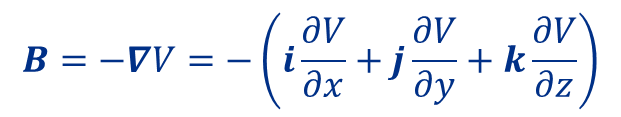 B = −∇V = − ( i ∂V/∂x + j ∂V/∂y + k ∂V/∂z )